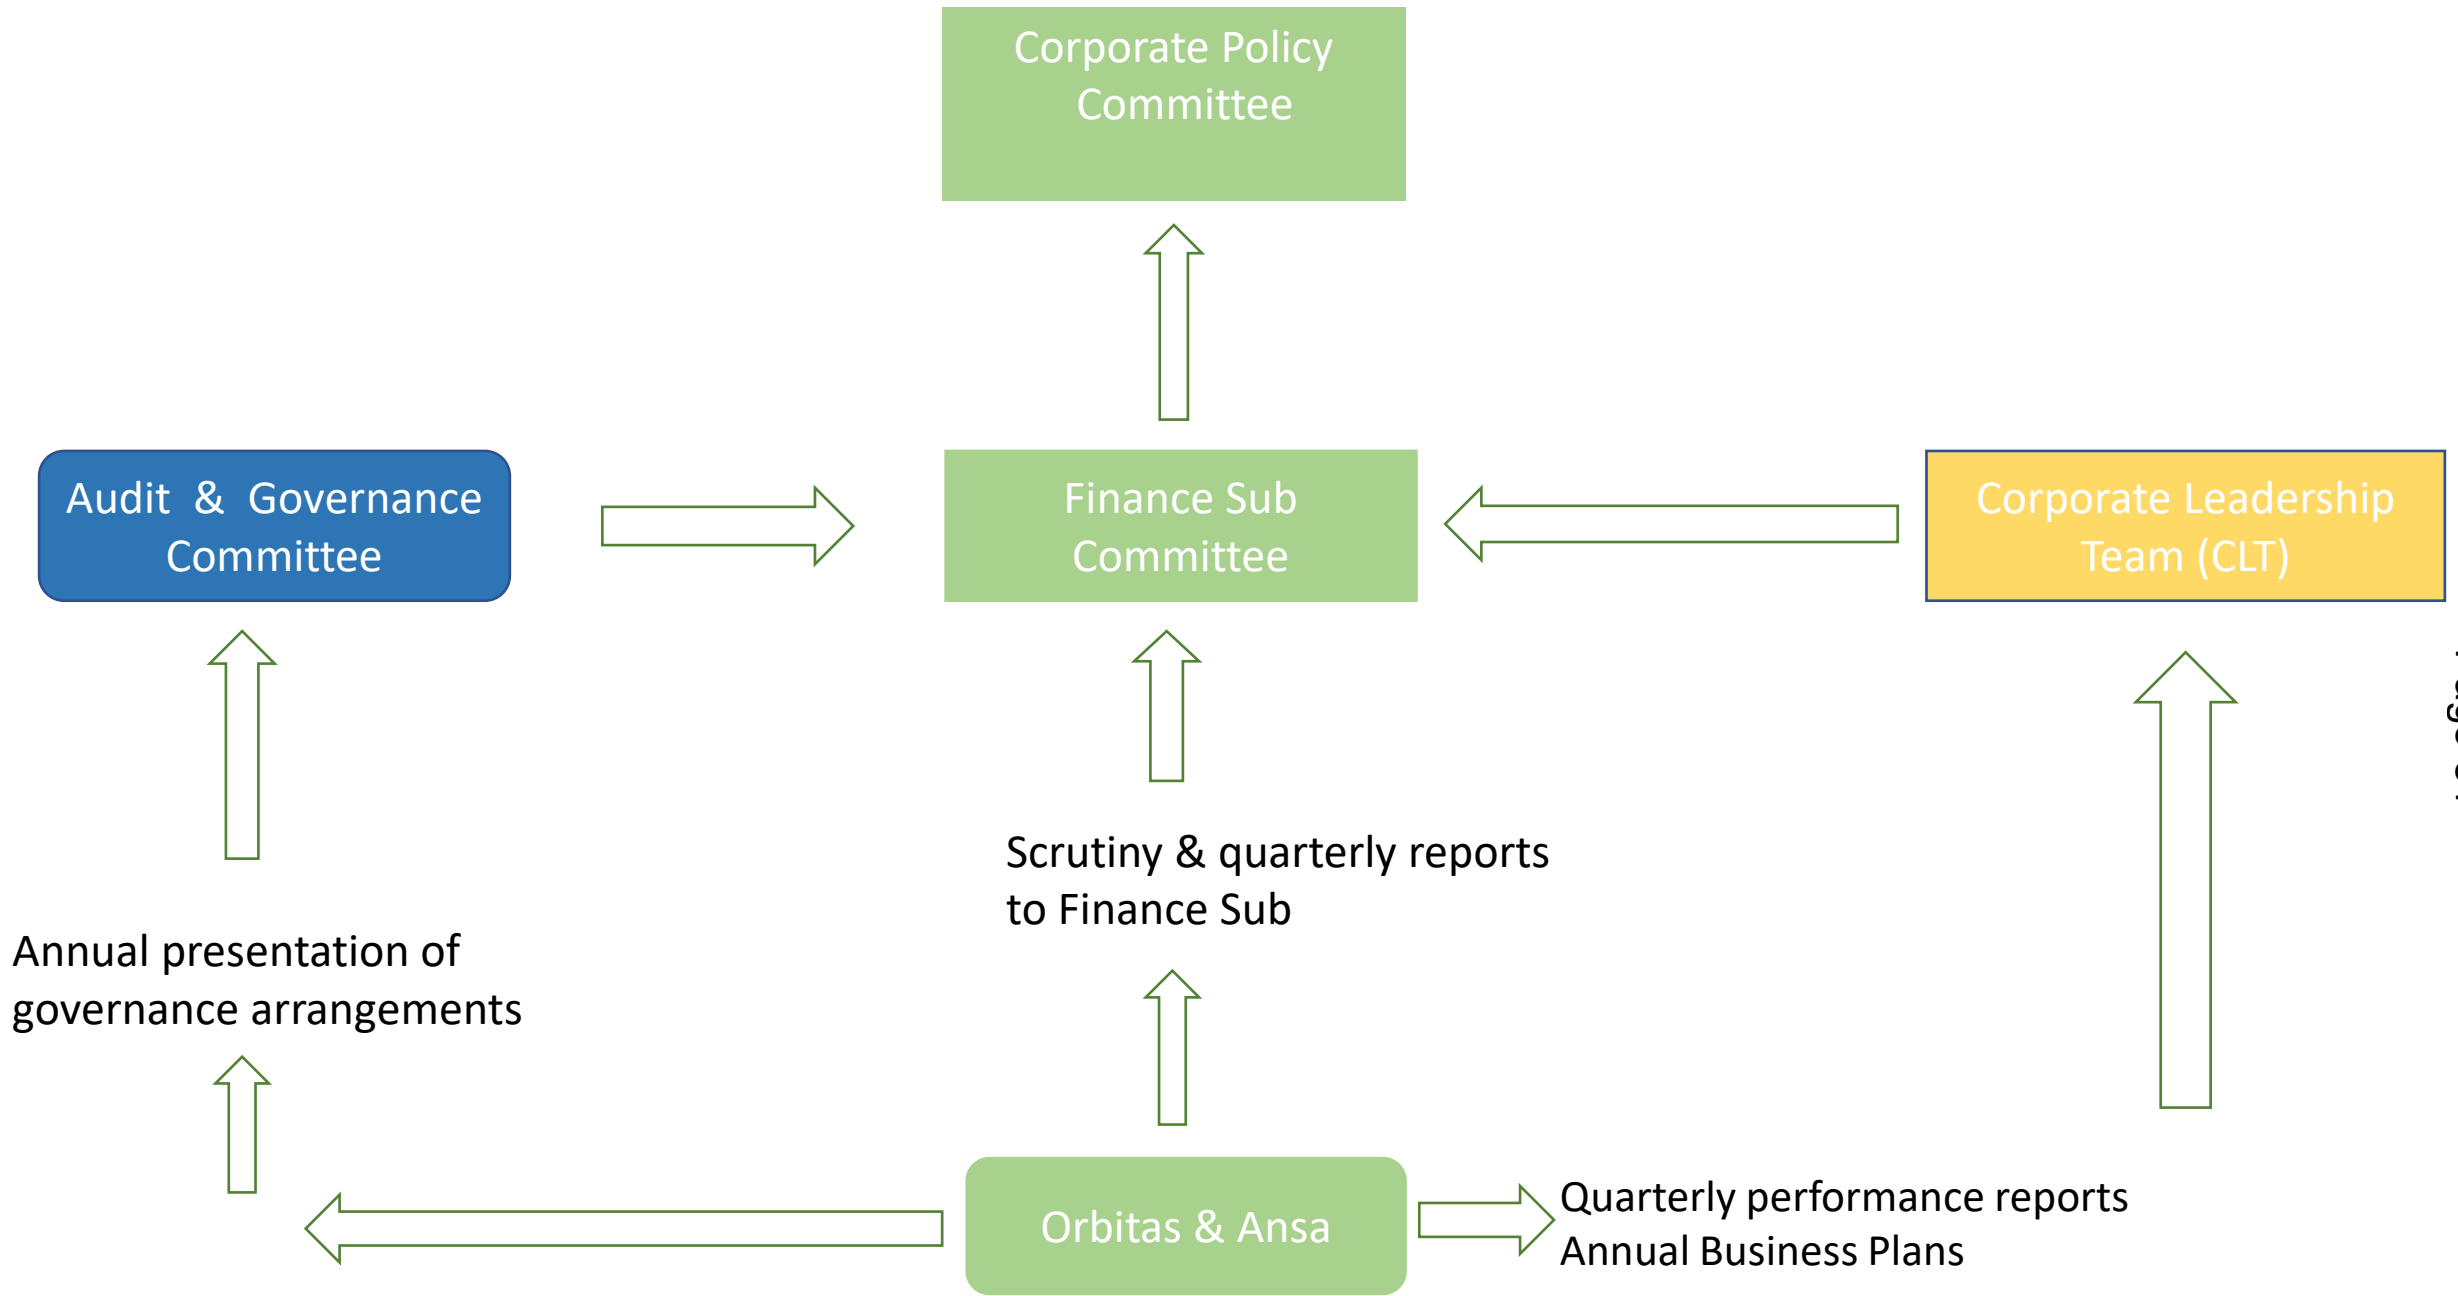 Corporate Policy
Committee
Audit & Governance
Committee
Finance Sub
Committee
Corporate Leadership
Team (CLT)
Scrutiny & quarterly reports
to Finance Sub
Annual presentation of
governance arrangements
Orbitas & Ansa
Quarterly performance reports
Annual Business Plans